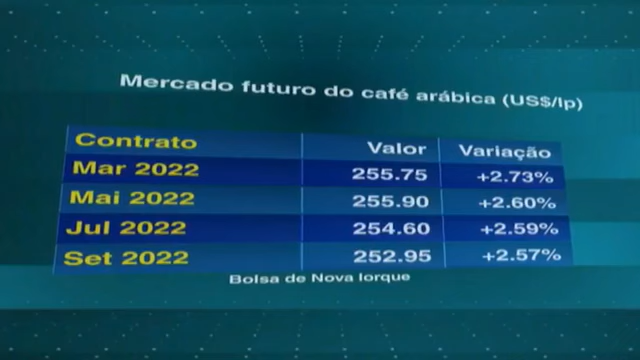 Mercado futuro do café arábica (US$/lp)
Contrato Valor Variação
Mar 2022 255.75 +2.73%
Mai 2022 255.90 +2.60%
Jul 2022 254.60 +2.59%
Set 2022 252.95 +2.57%
Bolsa de Nova Iorque